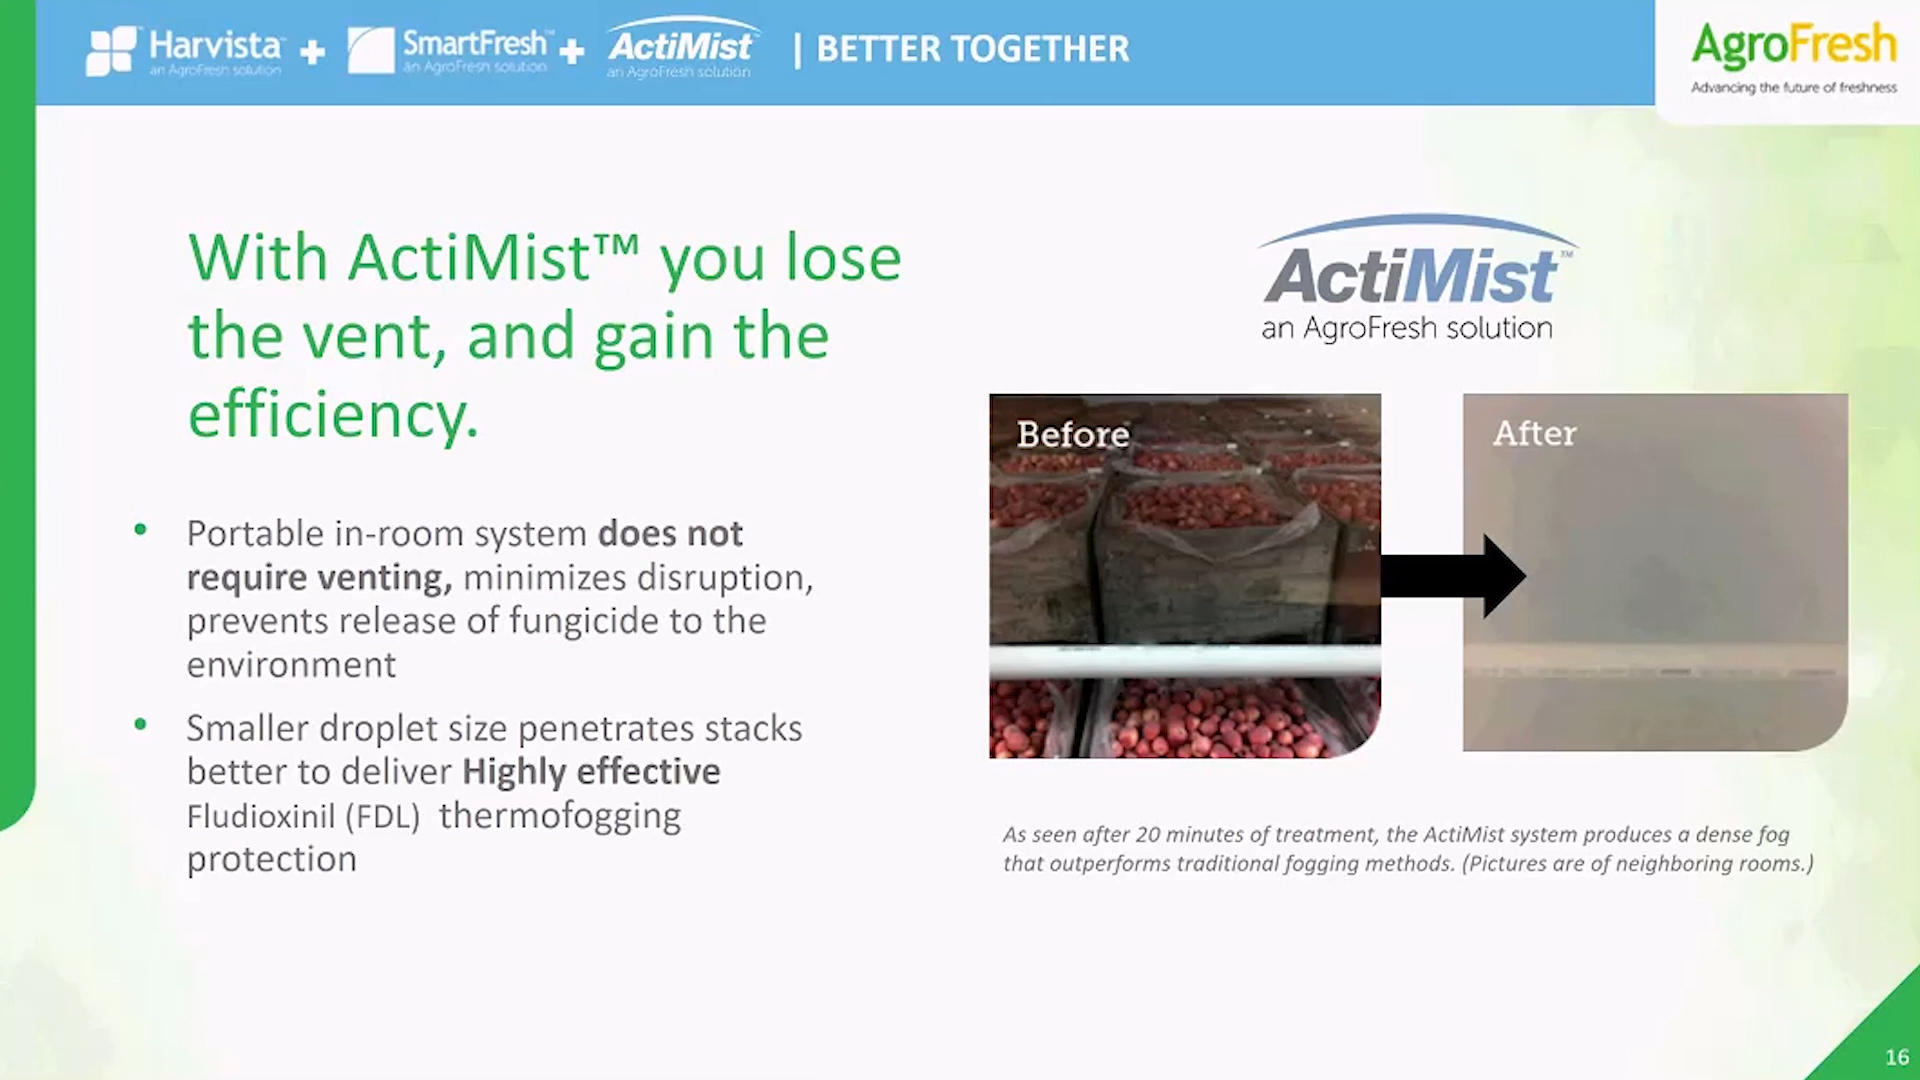 Harvista™ + SmartFresh™ + ActiMist™ | BETTER TOGETHER
an AgroFresh solution an AgroFresh solution an AgroFresh solution
AgroFresh
Advancing the future of freshness
With ActiMist™ you lose
the vent, and gain the
efficiency.
ActiMist™
an AgroFresh solution
Before
After
• Portable in-room system does not
require venting, minimizes disruption,
prevents release of fungicide to the
environment
• Smaller droplet size penetrates stacks
better to deliver Highly effective
Fludioxinil (FDL) thermofogging
protection
As seen after 20 minutes of treatment, the ActiMist system produces a dense fog
that outperforms traditional fogging methods. (Pictures are of neighboring rooms.)
16